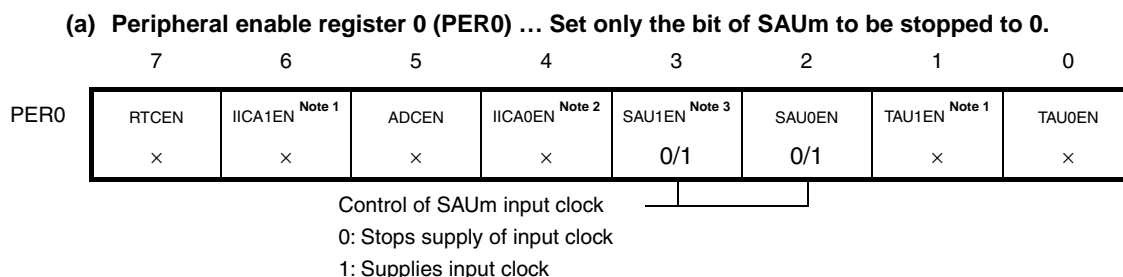 (a) Peripheral enable register 0 (PER0) … Set only the bit of SAUm to be stopped to 0.
7 6 5 4 3 2 1 0
PER0 RTCEN IICA1EN Note 1 ADCEN IICA0EN Note 2 SAU1EN Note 3 SAU0EN TAU1EN Note 1 TAU0EN
× × × × 0/1 0/1 × ×
Control of SAUm input clock
0: Stops supply of input clock
1: Supplies input clock